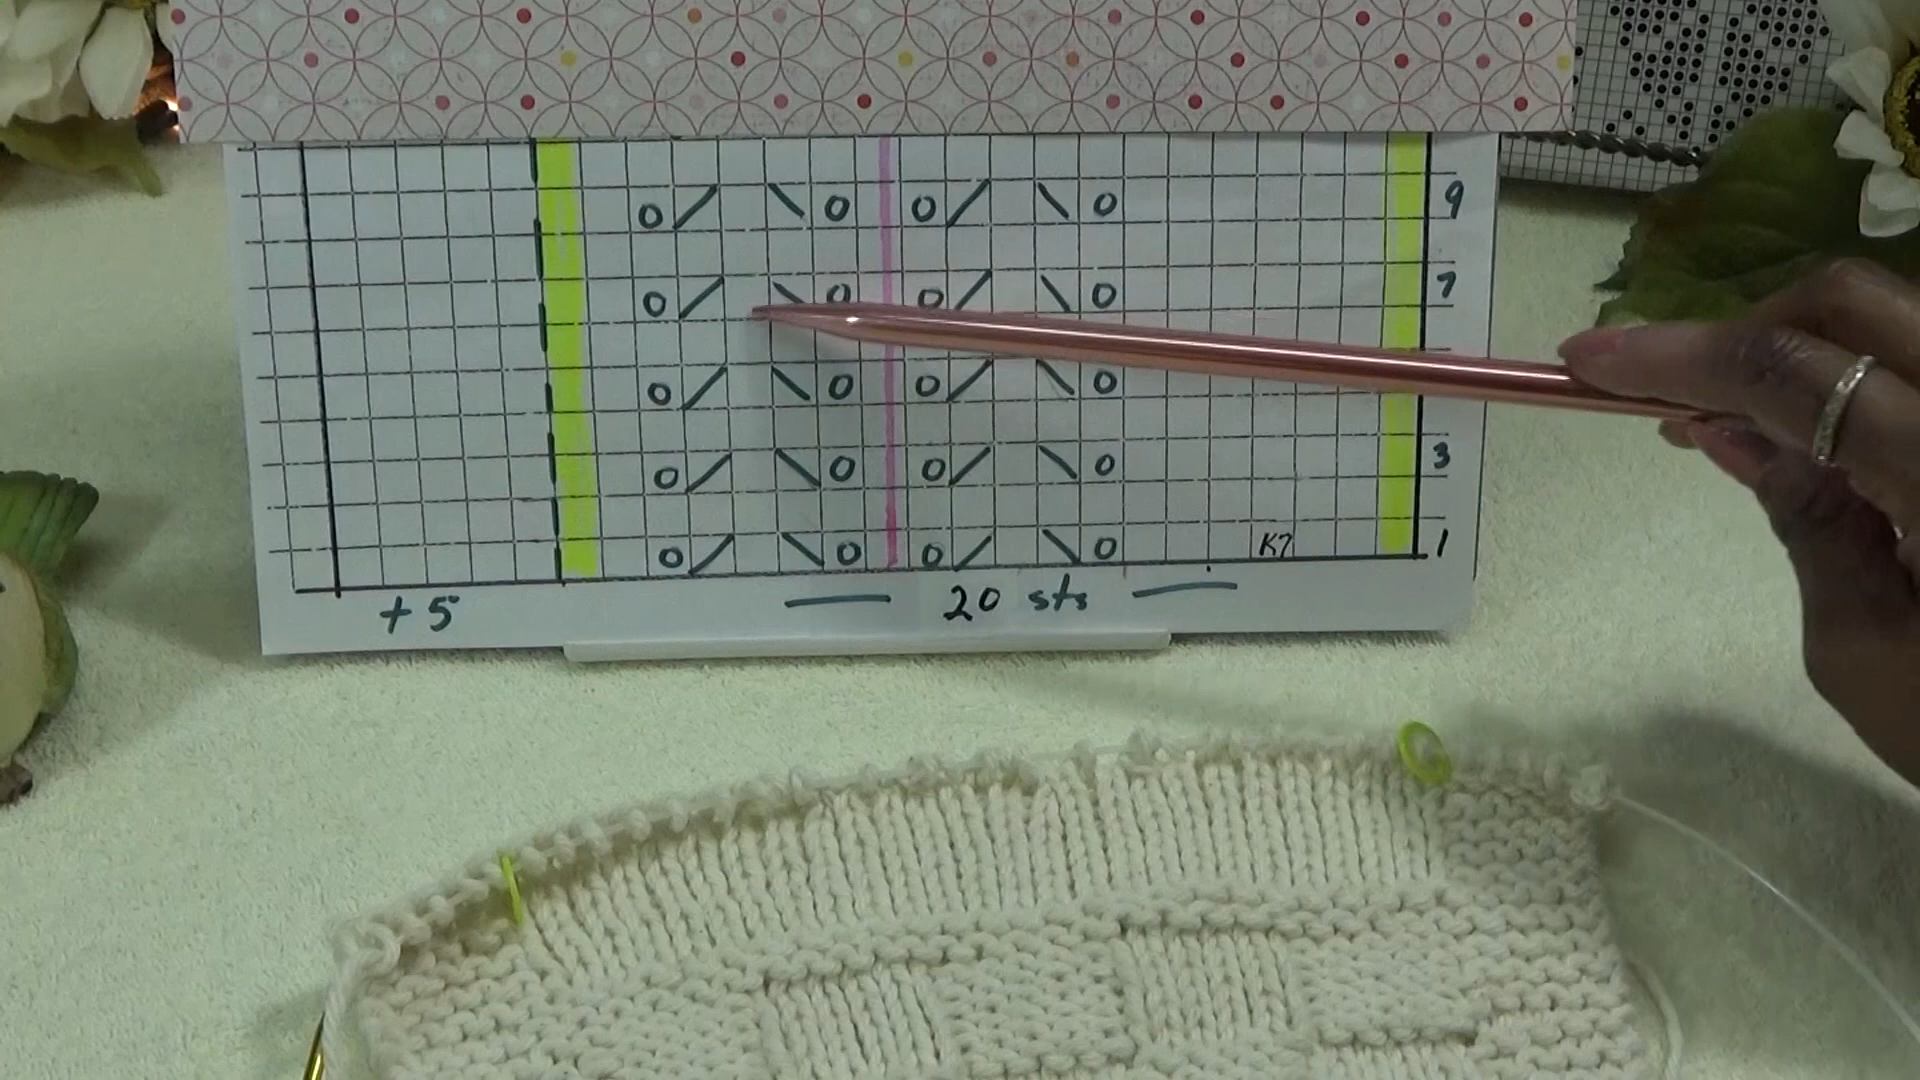 O / \ O O / \ O 9
O / \ O O / \ O 7
O / \ O O / \ O
O / \ O O / \ O 3
O / \ O O / \ O K7 1
+5 — 20 sts —